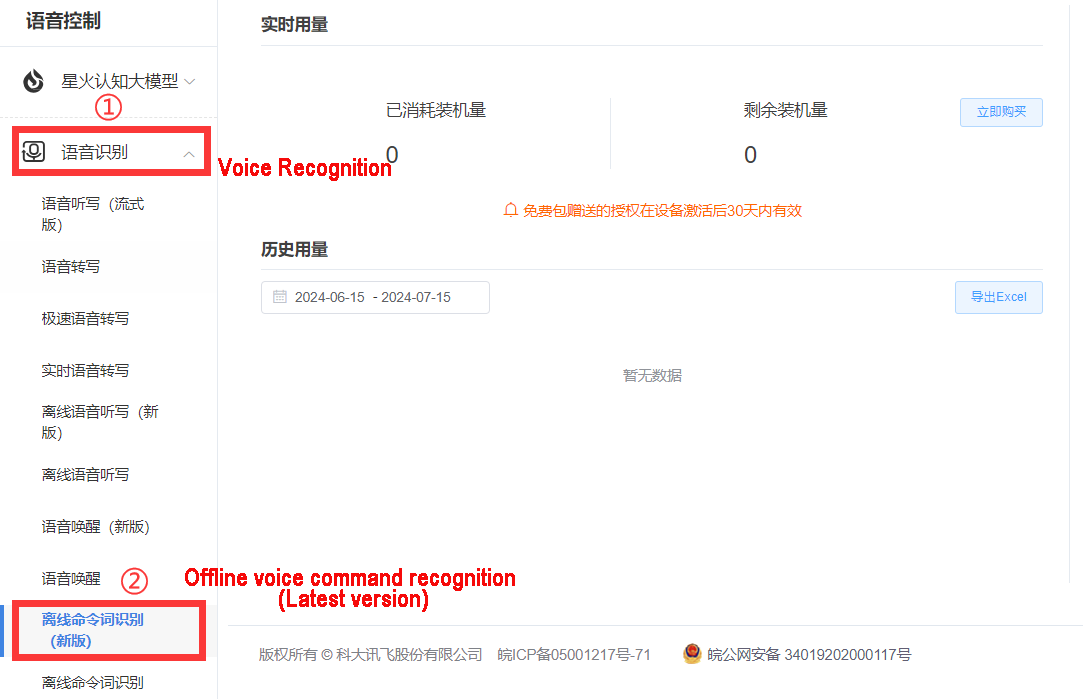 语音控制
星火认知大模型
①
语音识别
Voice Recognition
语音听写（流式
版）
语音转写
极速语音转写
实时语音转写
离线语音听写（新
版）
离线语音听写
语音唤醒（新版）
语音唤醒
②
Offline voice command recognition
(Latest version)
离线命令词识别
（新版）
离线命令词识别
实时用量
已消耗装机量
0
剩余装机量
0
立即购买
免费包赠送的授权在设备激活后30天内有效
历史用量
2024-06-15 - 2024-07-15
导出Excel
暂无数据
版权所有 © 科大讯飞股份有限公司 皖ICP备05001217号-71 皖公网安备 34019202000117号